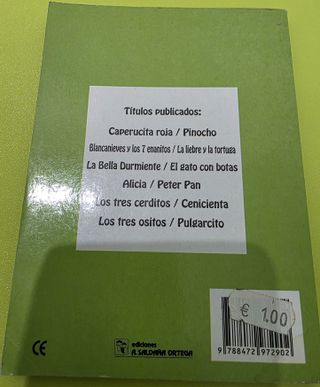 Títulos publicados:
Caperucita roja / Pinocho
Blancanieves y los 7 enanitos / La liebre y la tortuga
La Bella Durmiente / El gato con botas
Alicia / Peter Pan
Los tres cerditos / Cenicienta
Los tres ositos / Pulgarcito
€ 1.00
9 788472 972902
CE
ediciones
A. SALDAÑA ORTEGA